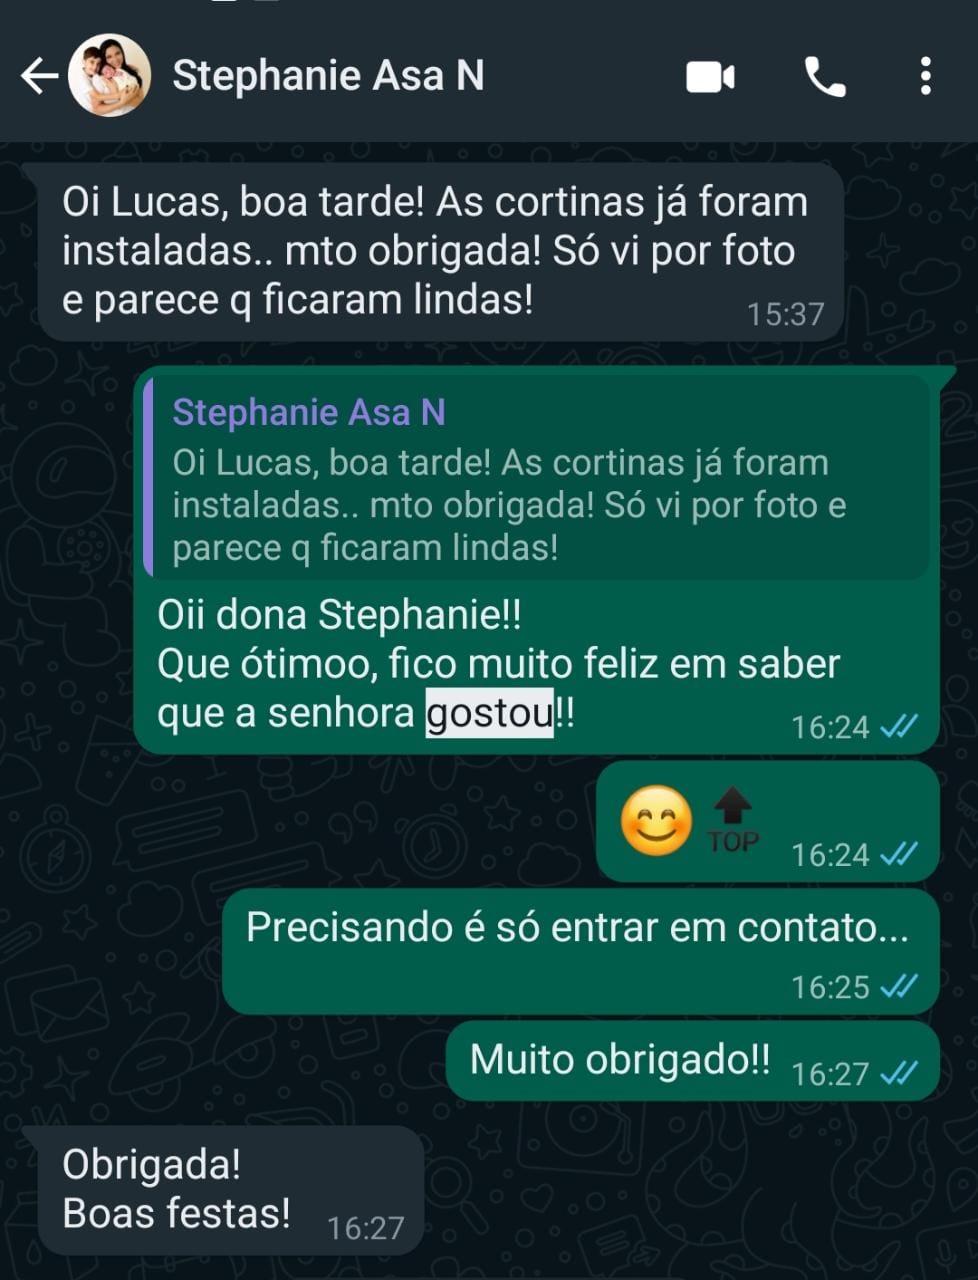 Stephanie Asa N
Oi Lucas, boa tarde! As cortinas já foram
instaladas.. mto obrigada! Só vi por foto
e parece q ficaram lindas!
15:37
Stephanie Asa N
Oi Lucas, boa tarde! As cortinas já foram
instaladas.. mto obrigada! Só vi por foto e
parece q ficaram lindas!
Oii dona Stephanie!!
Que ótimoo, fico muito feliz em saber
que a senhora gostou!!
16:24
😊 TOP
16:24
Precisando é só entrar em contato...
16:25
Muito obrigado!! 16:27
Obrigada!
Boas festas! 16:27